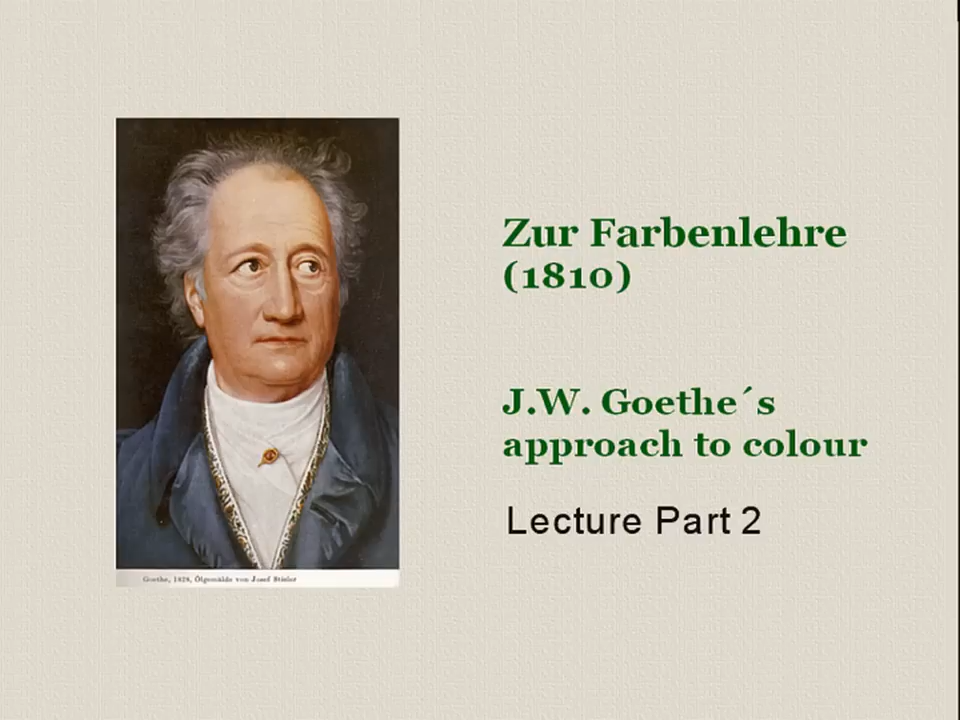 Zur Farbenlehre
(1810)
J.W. Goethe´s
approach to colour
Lecture Part 2
Goethe, 1828, Ölgemälde von Josef Stieler